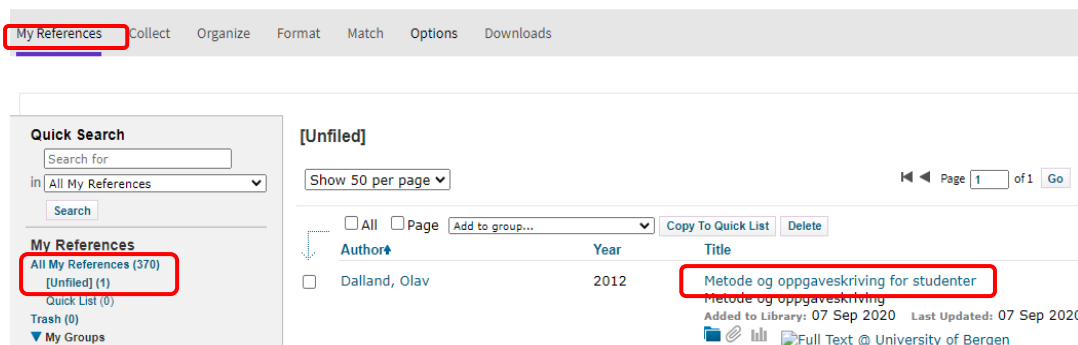 My References Collect Organize Format Match Options Downloads
Quick Search
Search for
in All My References
Search
My References
All My References (370)
[Unfiled] (1)
Quick List (0)
Trash (0)
▼ My Groups
[Unfiled]
Show 50 per page
Page 1 of 1 Go
All Page Add to group... Copy To Quick List Delete
Author Year Title
Dalland, Olav 2012 Metode og oppgaveskriving for studenter
Metode og oppgaveskriving
Added to Library: 07 Sep 2020 Last Updated: 07 Sep 2020
Full Text @ University of Bergen